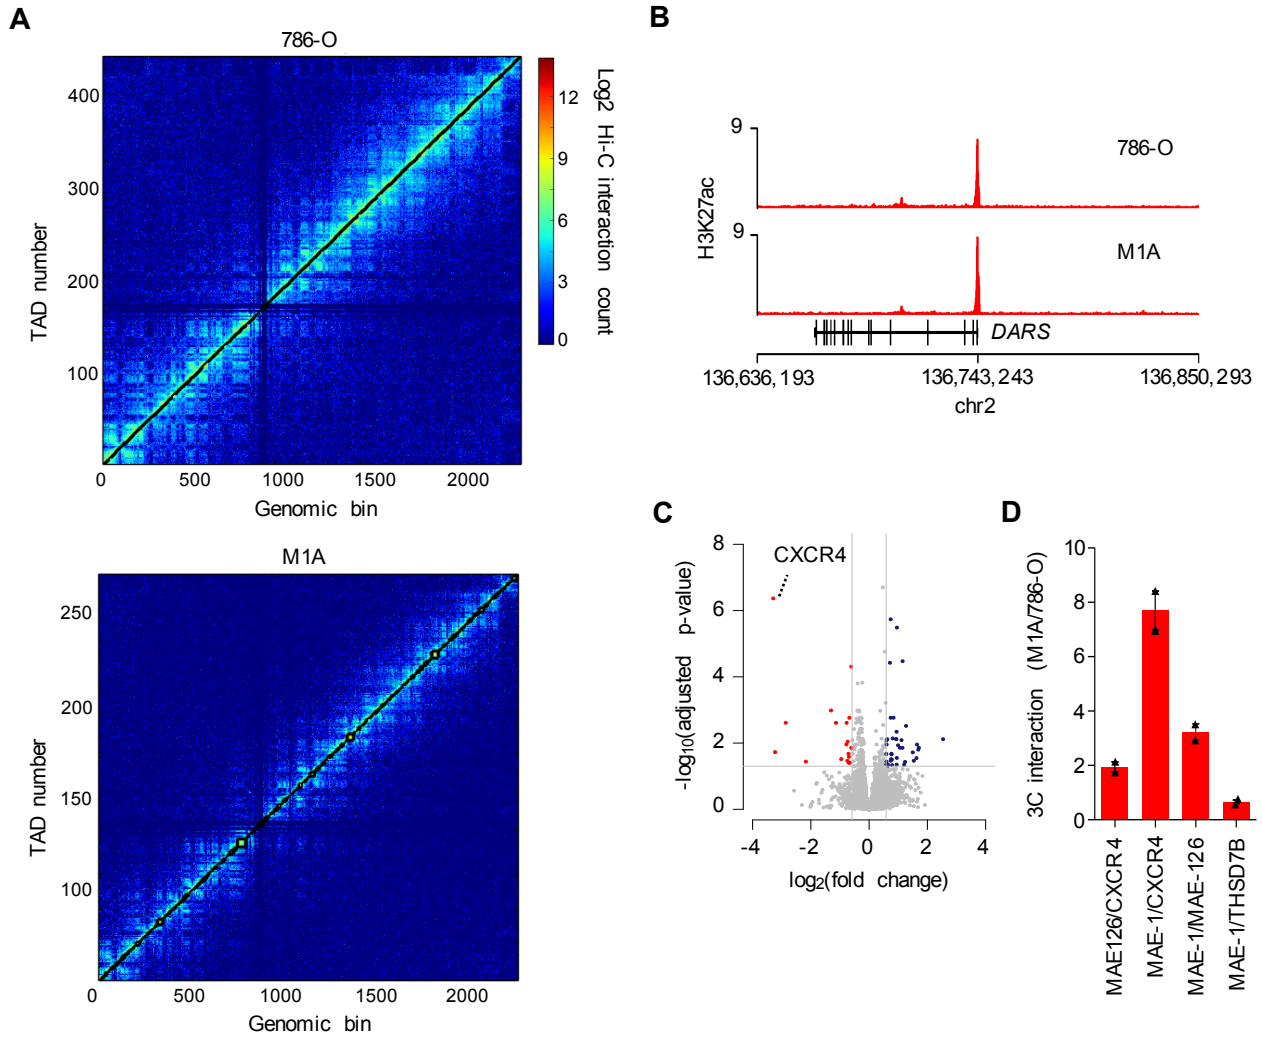 A
786-O
400
300
200
100
TAD number
0
500
1000
1500
2000
Genomic bin
12
9
6
3
0
Log2 Hi-C interaction count
M1A
250
200
150
100
TAD number
0
500
1000
1500
2000
Genomic bin
B
9
786-O
9
M1A
H3K27ac
DARS
136,636,193
136,743,243
136,850,293
chr2
C
8
6
4
2
0
-log10(adjusted p-value)
CXCR4
-4
-2
0
2
4
log2(fold change)
D
10
8
6
4
2
0
3C interaction (M1A/786-O)
MAE126/CXCR4
MAE-1/CXCR4
MAE-1/MAE-126
MAE-1/THSD7B